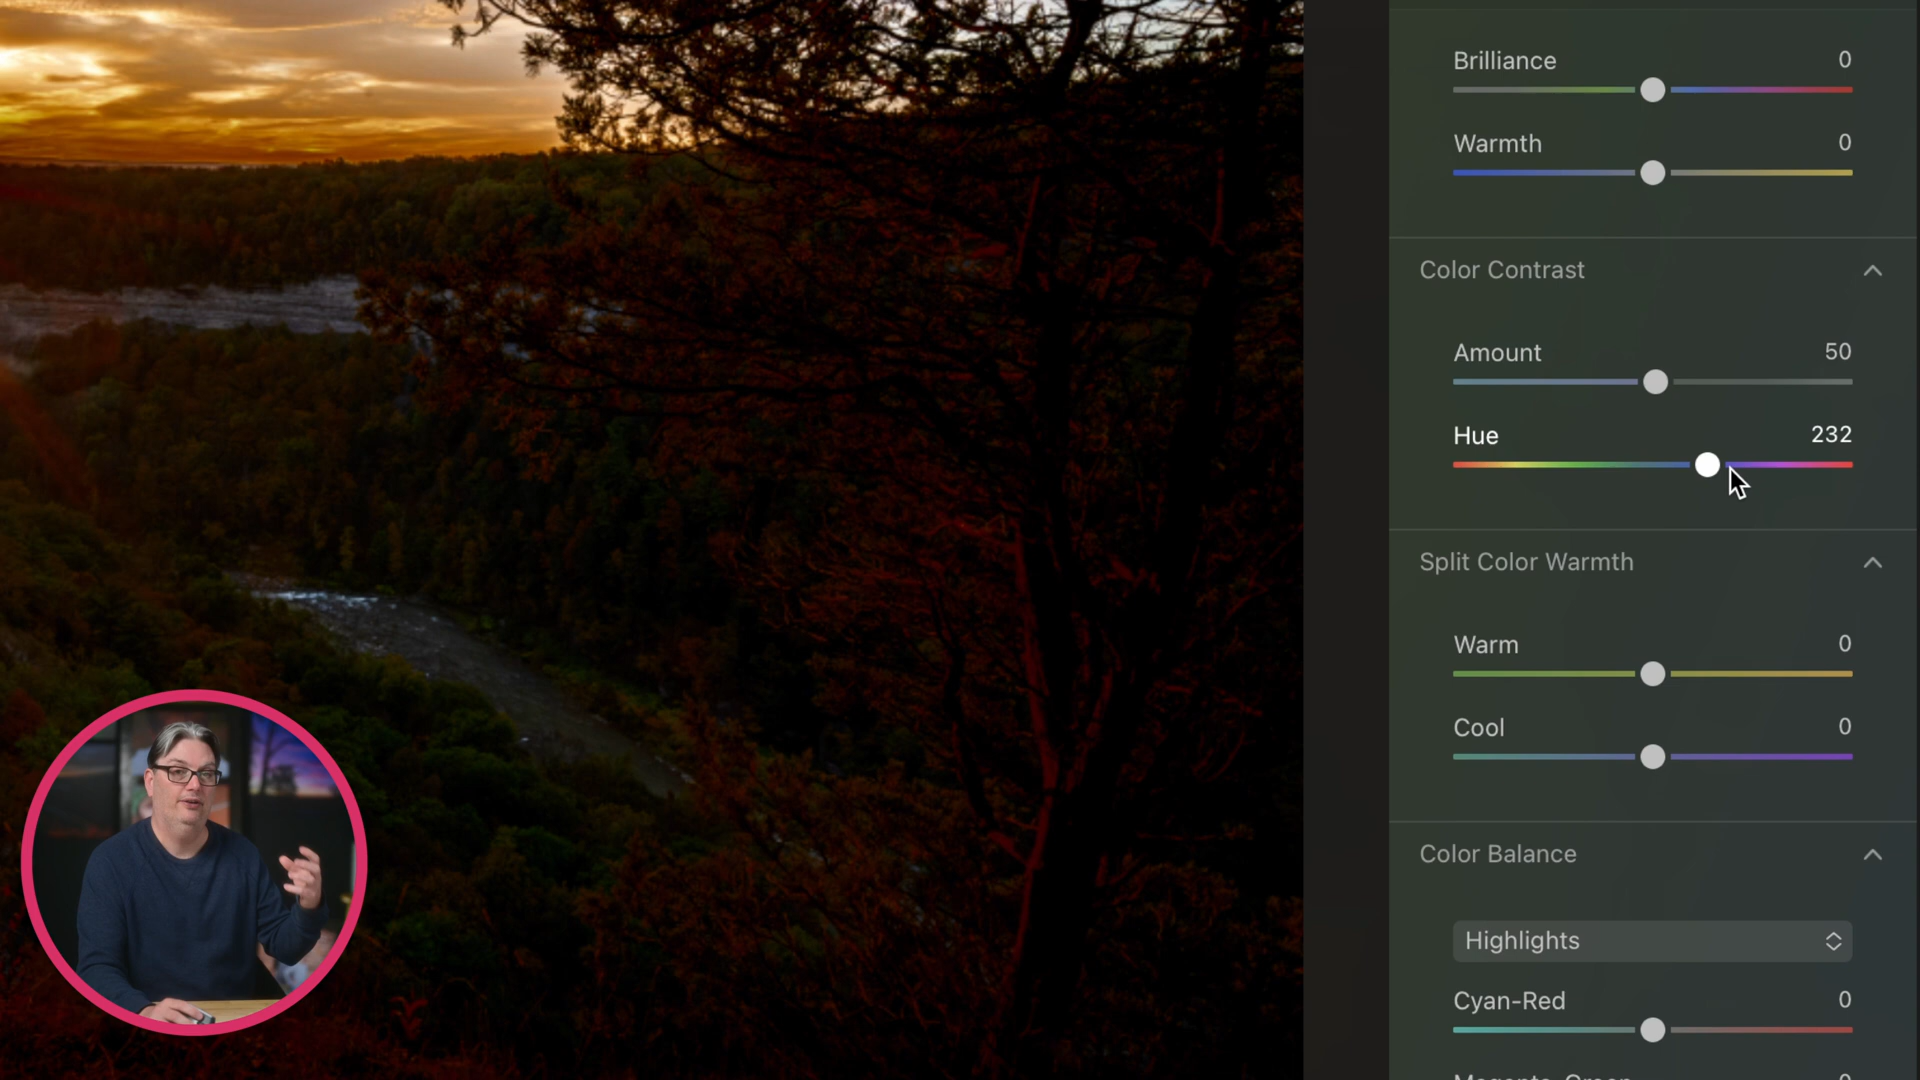 Brilliance 0
Warmth 0
Color Contrast
Amount 50
Hue 232
Split Color Warmth
Warm 0
Cool 0
Color Balance
Highlights
Cyan-Red 0